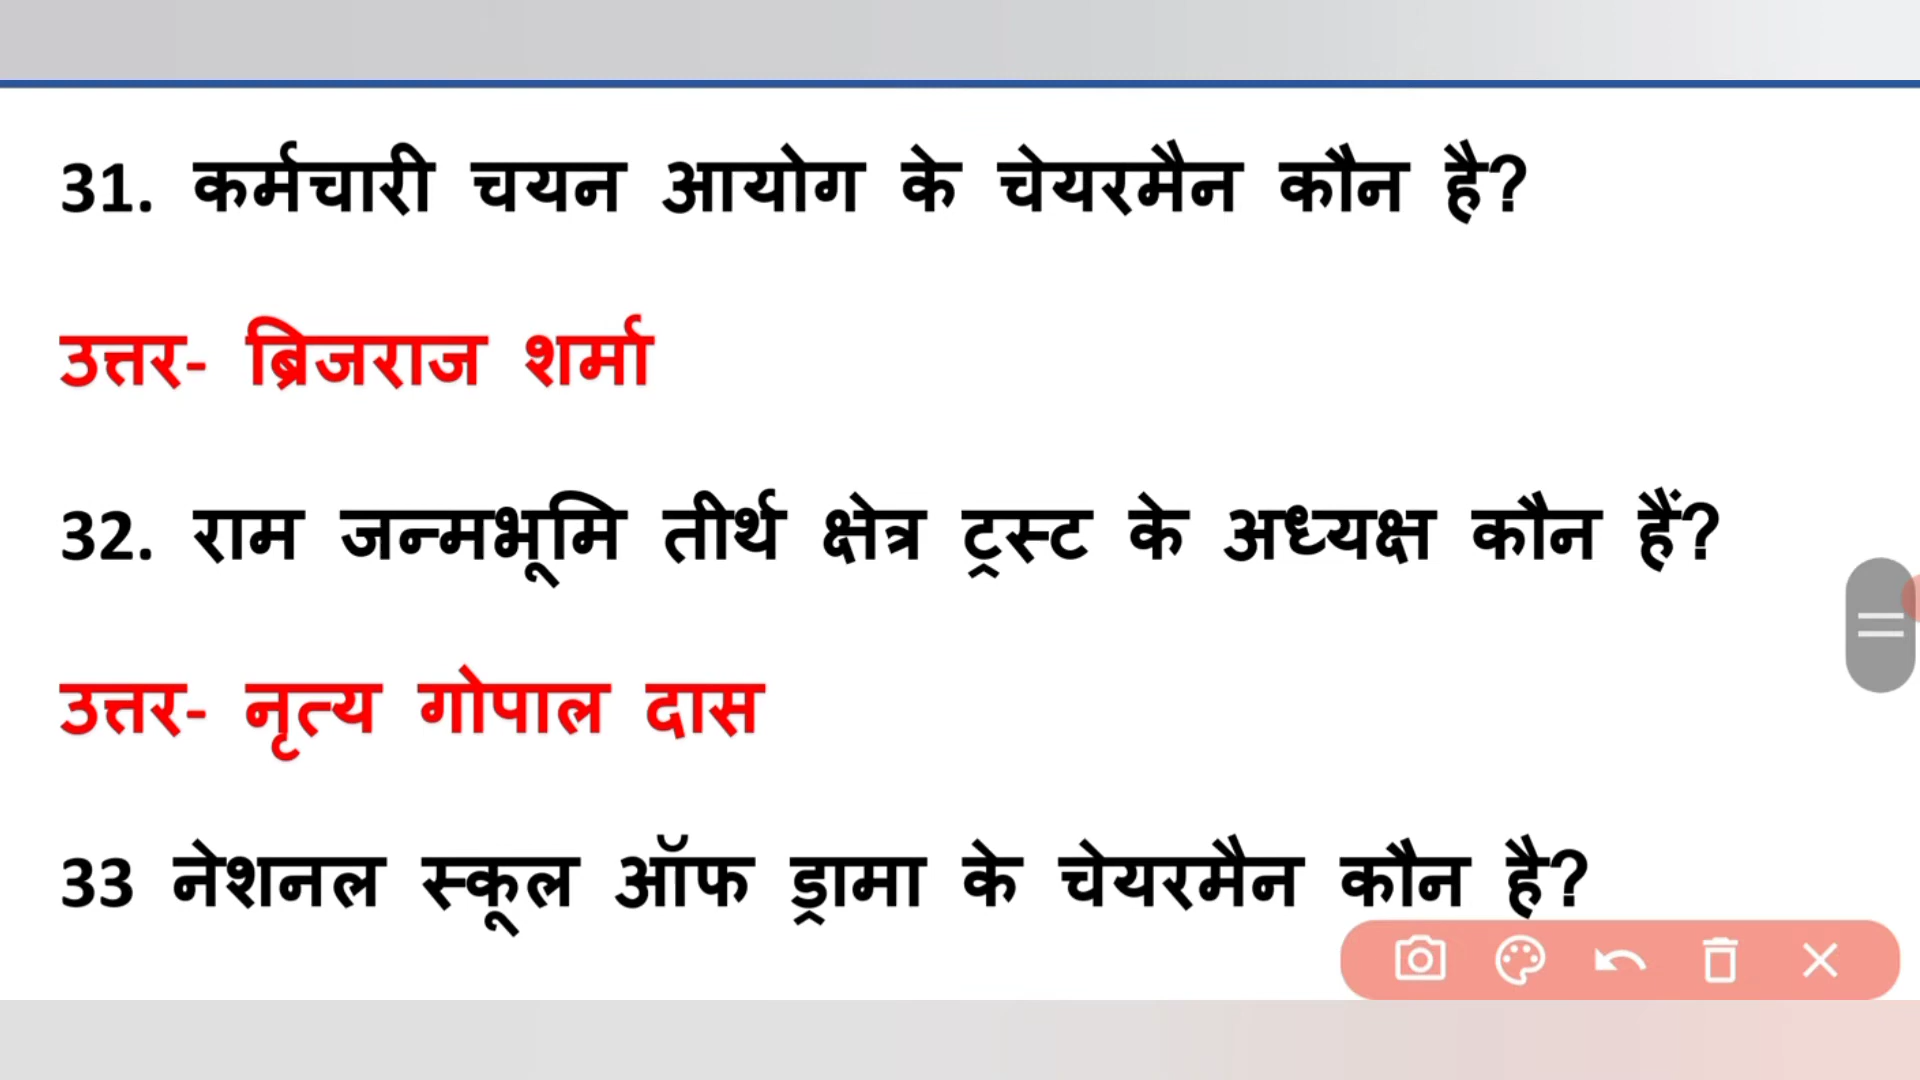 31. कर्मचारी चयन आयोग के चेयरमैन कौन है?
उत्तर- ब्रिजराज शर्मा
32. राम जन्मभूमि तीर्थ क्षेत्र ट्रस्ट के अध्यक्ष कौन हैं?
उत्तर- नृत्य गोपाल दास
33 नेशनल स्कूल ऑफ ड्रामा के चेयरमैन कौन है?